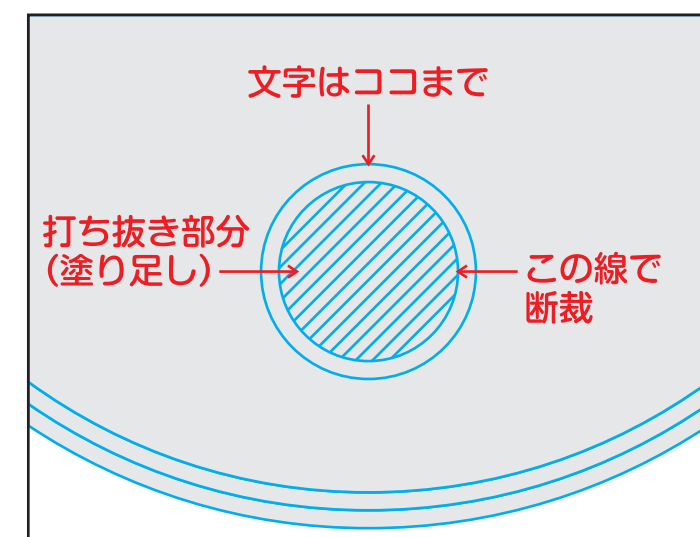 文字はココまで
打ち抜き部分
(塗り足し)
この線で
断裁